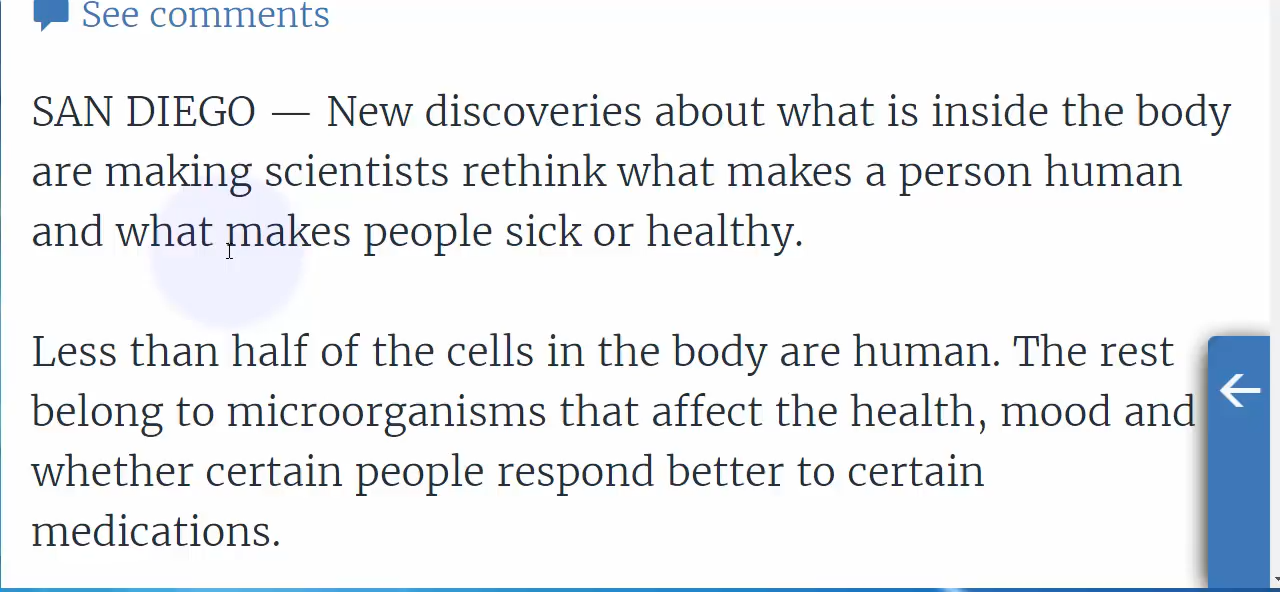 See comments
SAN DIEGO — New discoveries about what is inside the body
are making scientists rethink what makes a person human
and what makes people sick or healthy.
Less than half of the cells in the body are human. The rest
belong to microorganisms that affect the health, mood and
whether certain people respond better to certain
medications.